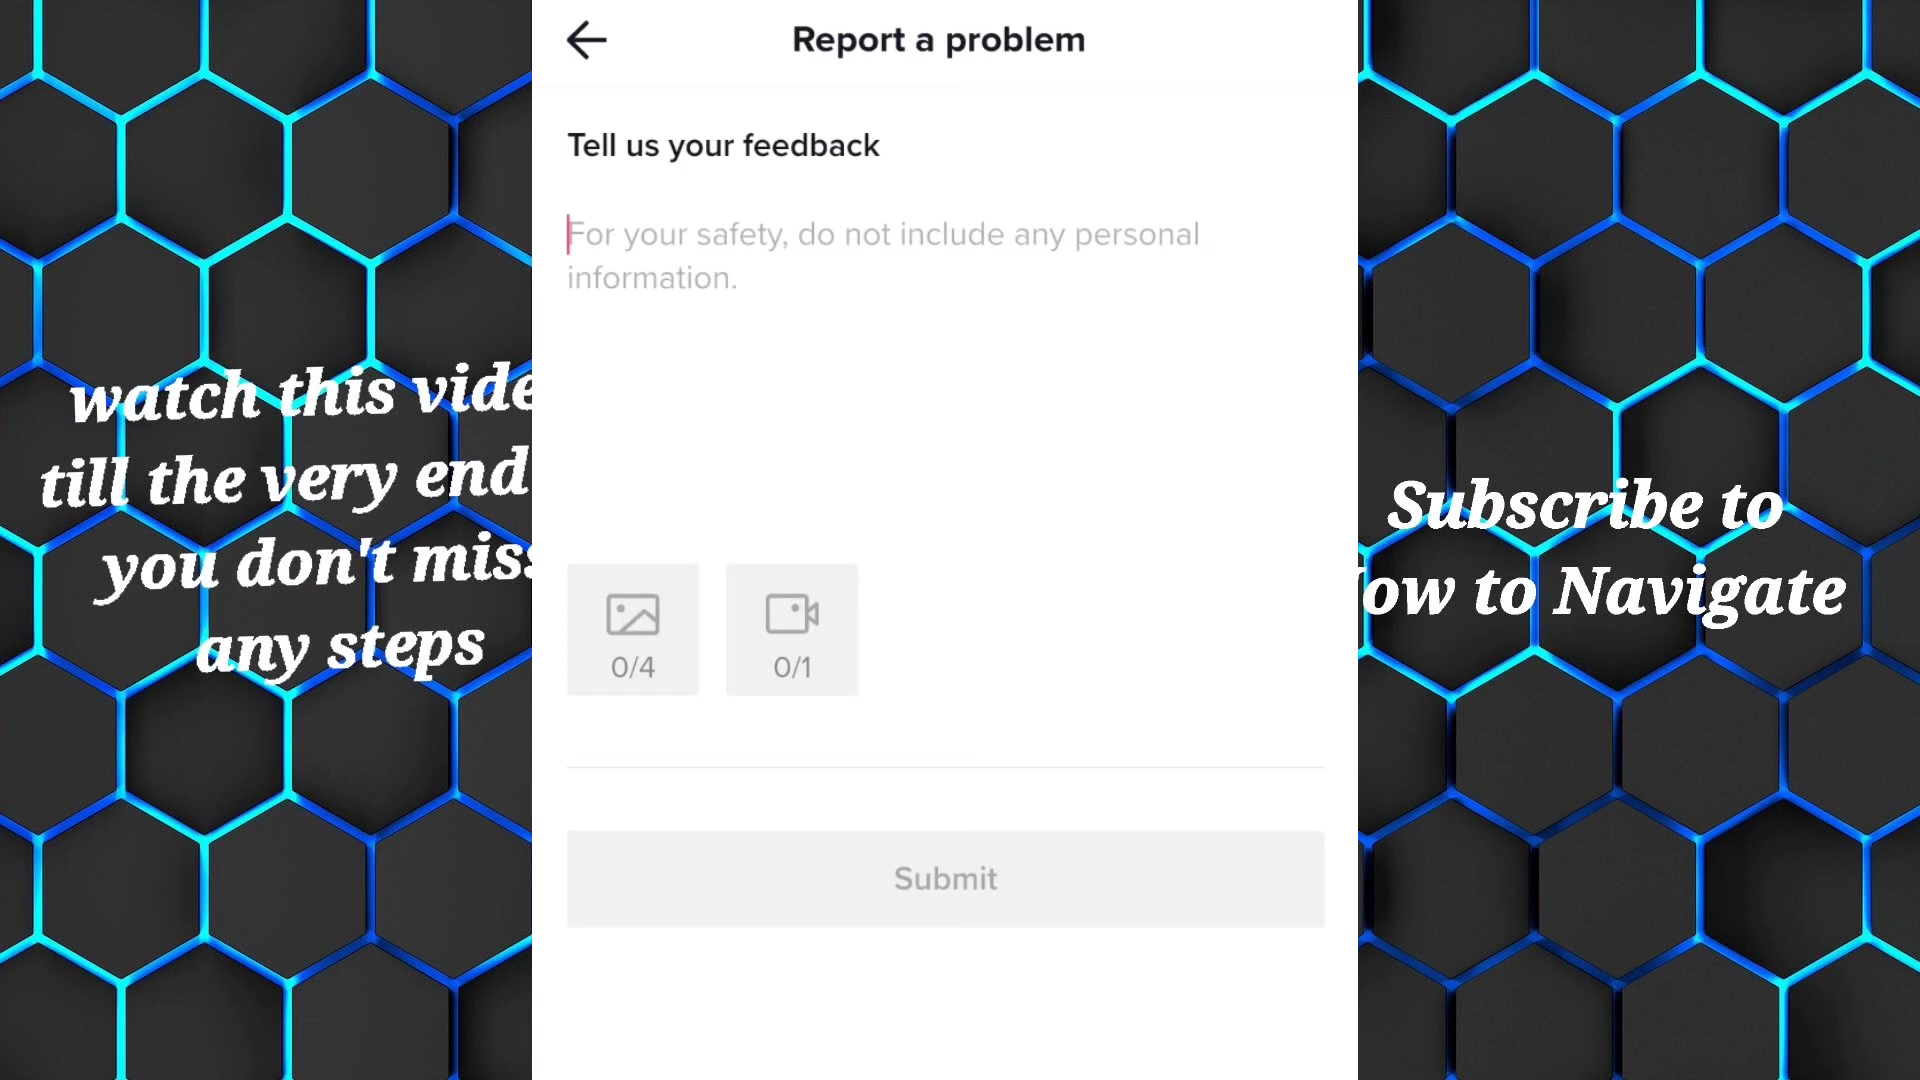 Report a problem
Tell us your feedback
For your safety, do not include any personal
information.
0/4
0/1
Submit
watch this vide
till the very end
you don't miss
any steps
Subscribe to
ow to Navigate